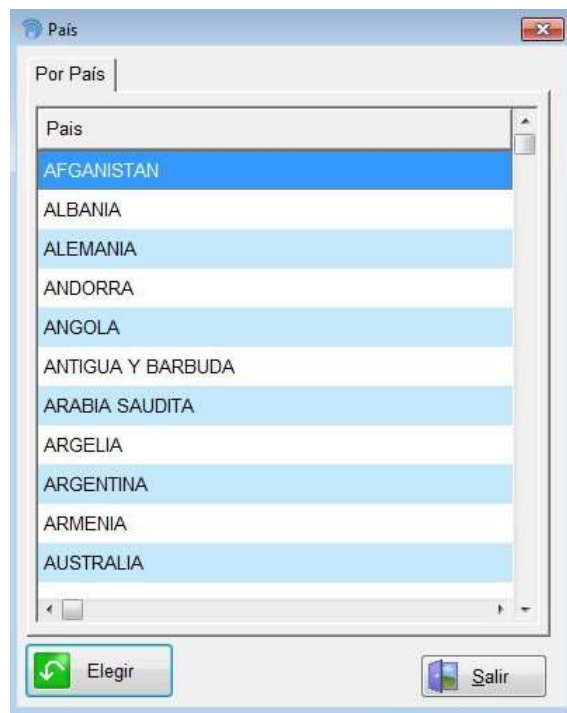 País
Por País
Pais
AFGANISTAN
ALBANIA
ALEMANIA
ANDORRA
ANGOLA
ANTIGUA Y BARBUDA
ARABIA SAUDITA
ARGELIA
ARGENTINA
ARMENIA
AUSTRALIA
Elegir
Salir